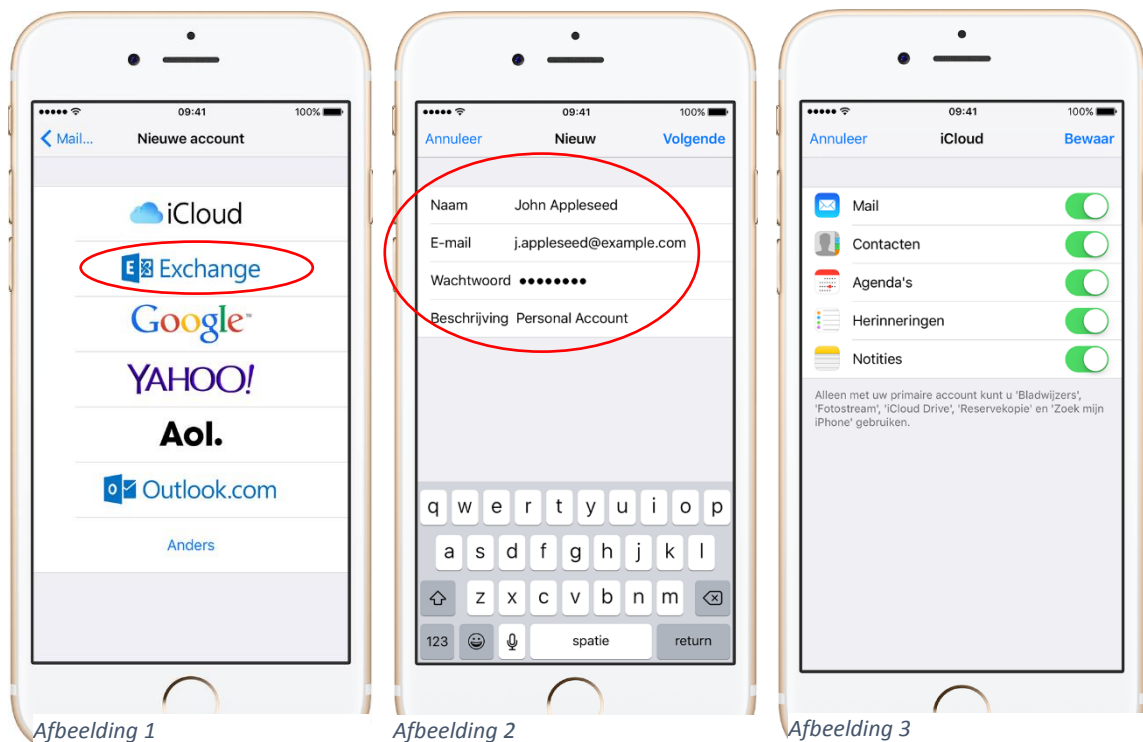 09:41
100%
Mail...
Nieuwe account
iCloud
E Exchange
Google
YAHOO!
Aol.
o Outlook.com
Anders
Afbeelding 1
09:41
100%
Annuleer
Nieuw
Volgende
Naam
John Appleseed
E-mail
j.appleseed@example.com
Wachtwoord ●●●●●●●●
Beschrijving Personal Account
q w e r t y u i o p
a s d f g h j k l
z x c v b n m
123
spatie
return
Afbeelding 2
09:41
100%
Annuleer
iCloud
Bewaar
Mail
Contacten
Agenda's
Herinneringen
Notities
Alleen met uw primaire account kunt u 'Bladwijzers',
'Fotostream', 'iCloud Drive', 'Reservekopie' en 'Zoek mijn
iPhone' gebruiken.
Afbeelding 3